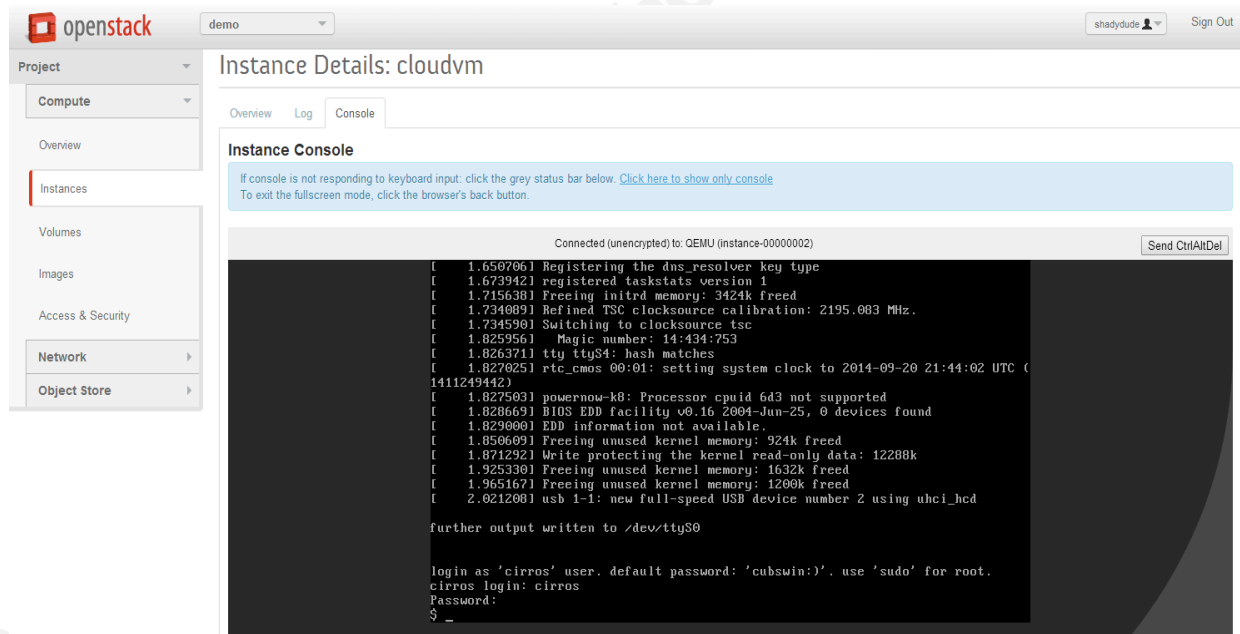 openstack
demo
shadydude
Sign Out
Project
Compute
Overview
Instances
Volumes
Images
Access & Security
Network
Object Store
Instance Details: cloudvm
Overview Log Console
Instance Console
If console is not responding to keyboard input: click the grey status bar below. Click here to show only console
To exit the fullscreen mode, click the browser's back button.
Connected (unencrypted) to: QEMU (instance-00000002)
Send CtrlAltDel
[    1.650706] Registering the dns_resolver key type
[    1.673942] registered taskstats version 1
[    1.715638] Freeing initrd memory: 3424k freed
[    1.734089] Refined TSC clocksource calibration: 2195.083 MHz.
[    1.734590] Switching to clocksource tsc
[    1.825956]   Magic number: 14:434:753
[    1.826371] tty ttyS4: hash matches
[    1.827025] rtc_cmos 00:01: setting system clock to 2014-09-20 21:44:02 UTC (
1411249442)
[    1.827503] powernow-k8: Processor cpuid 6d3 not supported
[    1.828669] BIOS EDD facility v0.16 2004-Jun-25, 0 devices found
[    1.829000] EDD information not available.
[    1.850609] Freeing unused kernel memory: 924k freed
[    1.871292] Write protecting the kernel read-only data: 12288k
[    1.925330] Freeing unused kernel memory: 1632k freed
[    1.965167] Freeing unused kernel memory: 1200k freed
[    2.021208] usb 1-1: new full-speed USB device number 2 using uhci_hcd
further output written to /dev/ttyS0
login as 'cirros' user. default password: 'cubswin:)'. use 'sudo' for root.
cirros login: cirros
Password:
$ _